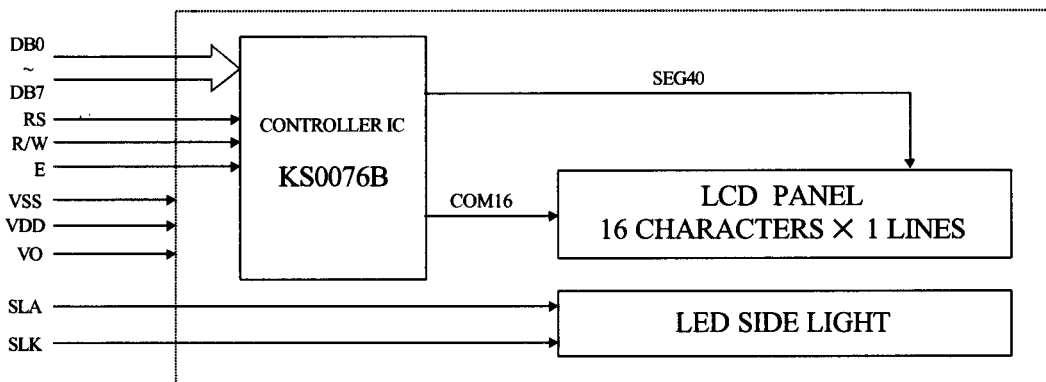 DB0
~
DB7
RS
R/W
E
VSS
VDD
VO
SLA
SLK
CONTROLLER IC
KS0076B
SEG40
COM16
LCD PANEL
16 CHARACTERS × 1 LINES
LED SIDE LIGHT